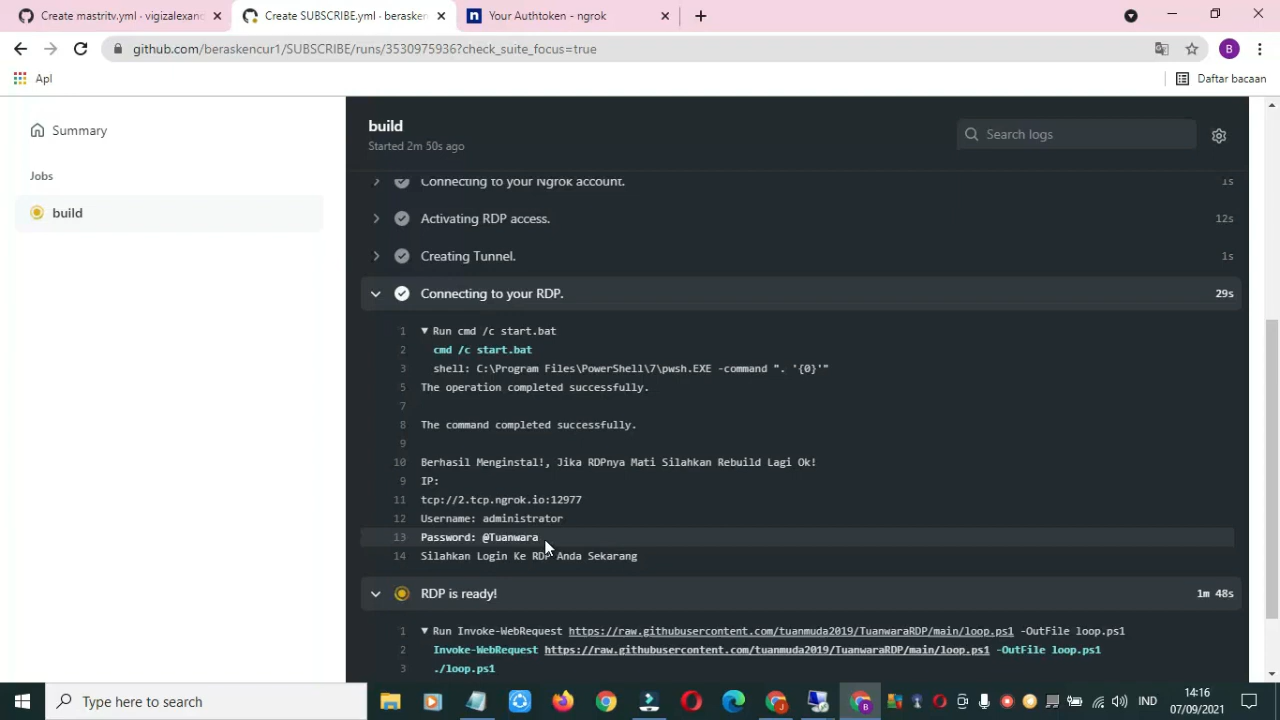 Create mastritv.yml · vigizalexand
Create SUBSCRIBE.yml · berasken
Your Authtoken - ngrok
github.com/beraskencur1/SUBSCRIBE/runs/3530975936?check_suite_focus=true
B
Apl
Daftar bacaan
Summary
Jobs
build
build
Started 2m 50s ago
Search logs
Connecting to your Ngrok account.
1s
Activating RDP access.
12s
Creating Tunnel.
1s
Connecting to your RDP.
29s
1 ▼ Run cmd /c start.bat
2 cmd /c start.bat
3 shell: C:\Program Files\PowerShell\7\pwsh.EXE -command ". '{0}'"
5 The operation completed successfully.
7
8 The command completed successfully.
9
10 Berhasil Menginstal!, Jika RDPnya Mati Silahkan Rebuild Lagi Ok!
9 IP:
11 tcp://2.tcp.ngrok.io:12977
12 Username: administrator
13 Password: @Tuanwara
14 Silahkan Login Ke RDP Anda Sekarang
RDP is ready!
1m 48s
1 ▼ Run Invoke-WebRequest https://raw.githubusercontent.com/tuanmuda2019/TuanwaraRDP/main/loop.ps1 -OutFile loop.ps1
2 Invoke-WebRequest https://raw.githubusercontent.com/tuanmuda2019/TuanwaraRDP/main/loop.ps1 -OutFile loop.ps1
3 ./loop.ps1
Type here to search
IND
14:16
07/09/2021